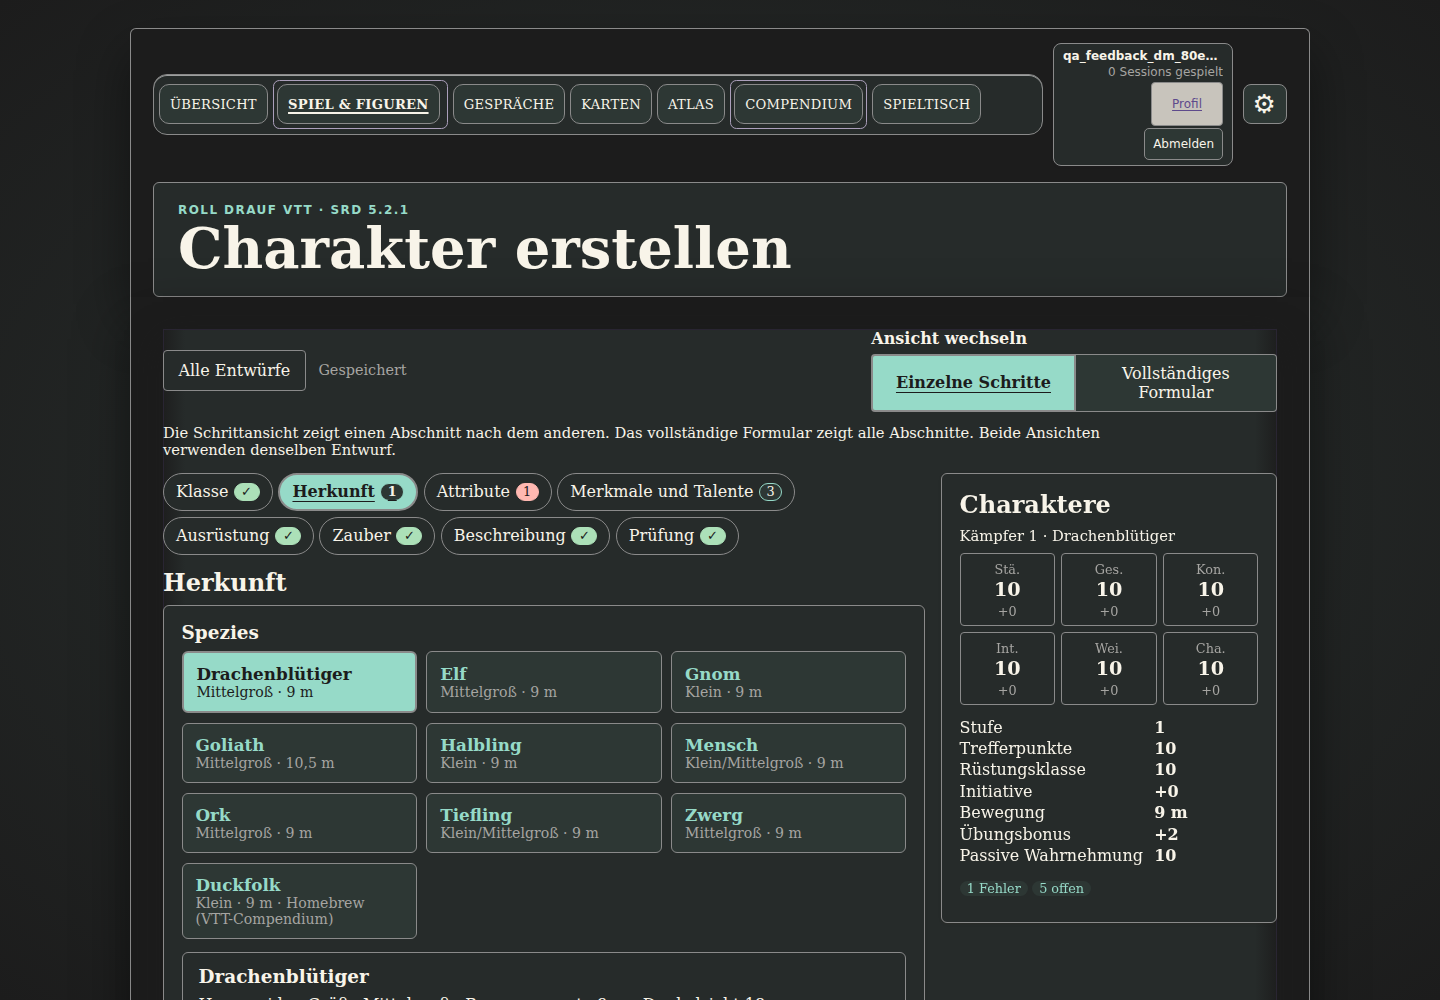 ÜBERSICHT SPIEL & FIGUREN GESPRÄCHE KARTEN ATLAS COMPENDIUM SPIELTISCH
qa_feedback_dm_80e...
0 Sessions gespielt
Profil
Abmelden
ROLL DRAUF VTT · SRD 5.2.1
Charakter erstellen
Alle Entwürfe Gespeichert
Ansicht wechseln
Einzelne Schritte
Vollständiges
Formular
Die Schrittansicht zeigt einen Abschnitt nach dem anderen. Das vollständige Formular zeigt alle Abschnitte. Beide Ansichten
verwenden denselben Entwurf.
Klasse ✓ Herkunft 1 Attribute 1 Merkmale und Talente 3
Ausrüstung ✓ Zauber ✓ Beschreibung ✓ Prüfung ✓
Herkunft
Spezies
Drachenblütiger
Mittelgroß · 9 m
Elf
Mittelgroß · 9 m
Gnom
Klein · 9 m
Goliath
Mittelgroß · 10,5 m
Halbling
Klein · 9 m
Mensch
Klein/Mittelgroß · 9 m
Ork
Mittelgroß · 9 m
Tiefling
Klein/Mittelgroß · 9 m
Zwerg
Mittelgroß · 9 m
Duckfolk
Klein · 9 m · Homebrew
(VTT-Compendium)
Drachenblütiger
Charaktere
Kämpfer 1 · Drachenblütiger
Stä.
10
+0
Ges.
10
+0
Kon.
10
+0
Int.
10
+0
Wei.
10
+0
Cha.
10
+0
Stufe 1
Trefferpunkte 10
Rüstungsklasse 10
Initiative +0
Bewegung 9 m
Übungsbonus +2
Passive Wahrnehmung 10
1 Fehler 5 offen